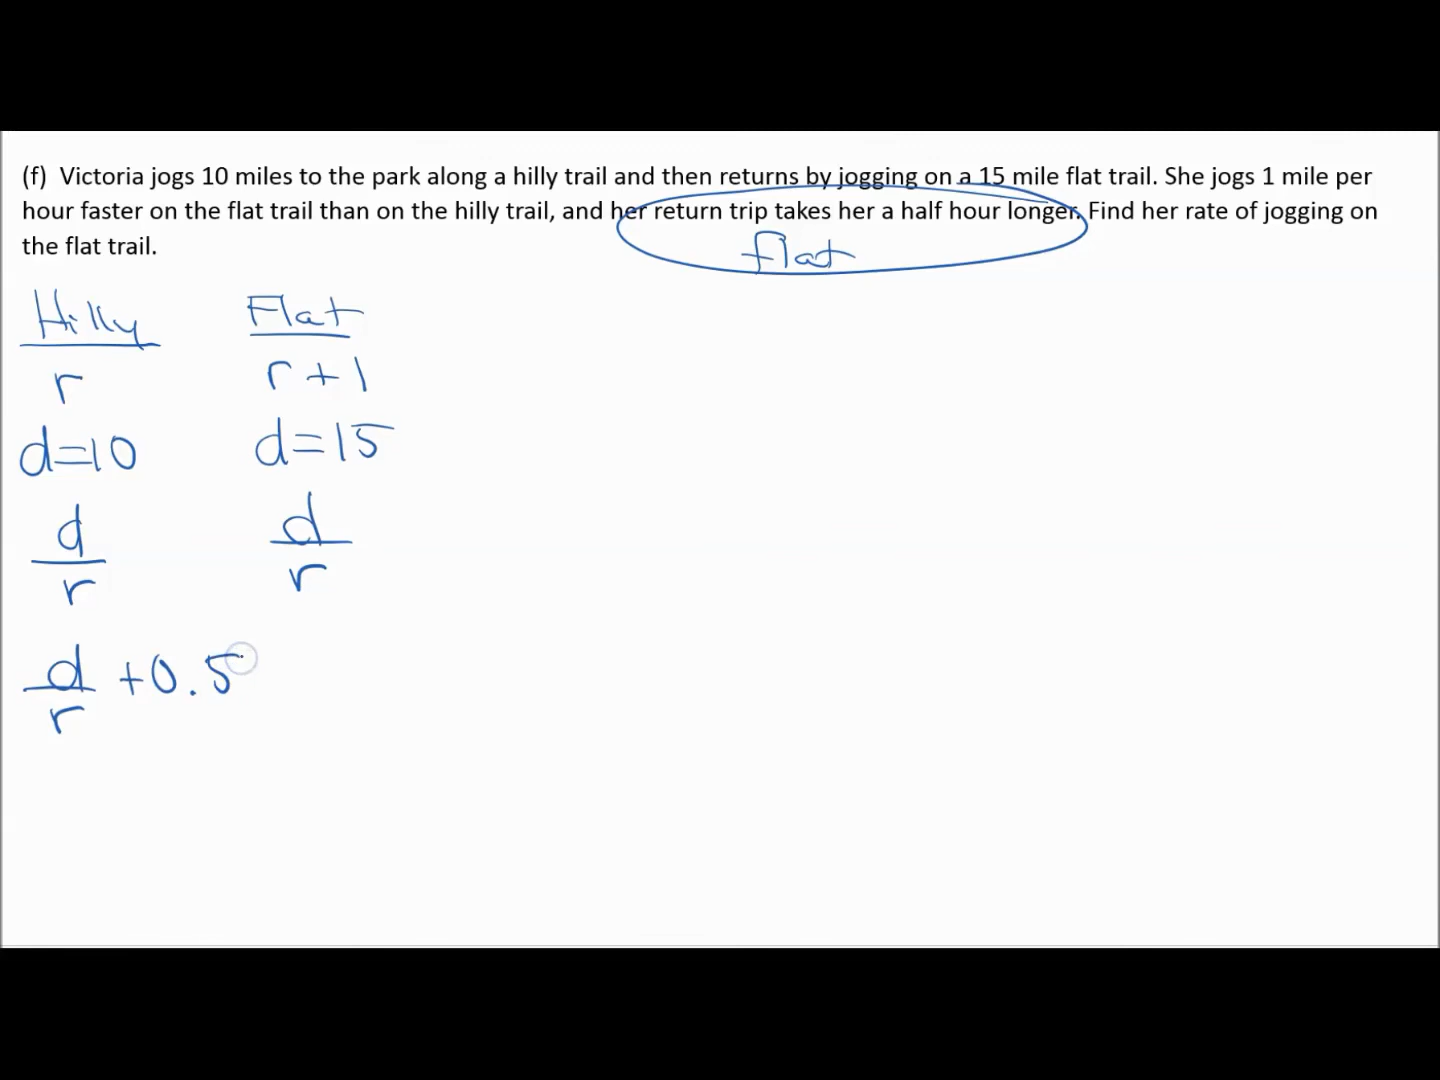 (f) Victoria jogs 10 miles to the park along a hilly trail and then returns by jogging on a 15 mile flat trail. She jogs 1 mile per
hour faster on the flat trail than on the hilly trail, and her return trip takes her a half hour longer. Find her rate of jogging on
the flat trail.
flat
Hilly Flat
r r + 1
d=10 d=15
d/r d/r
d/r +0.5